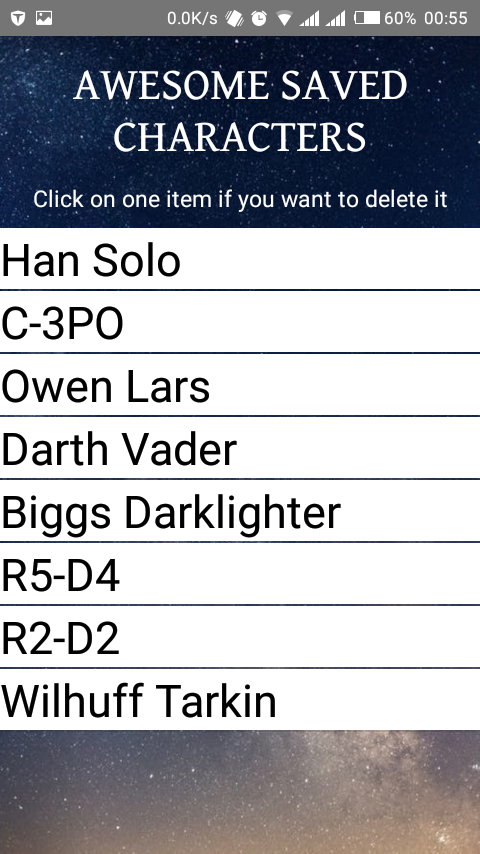 0.0K/s 60% 00:55
AWESOME SAVED
CHARACTERS
Click on one item if you want to delete it
Han Solo
C-3PO
Owen Lars
Darth Vader
Biggs Darklighter
R5-D4
R2-D2
Wilhuff Tarkin